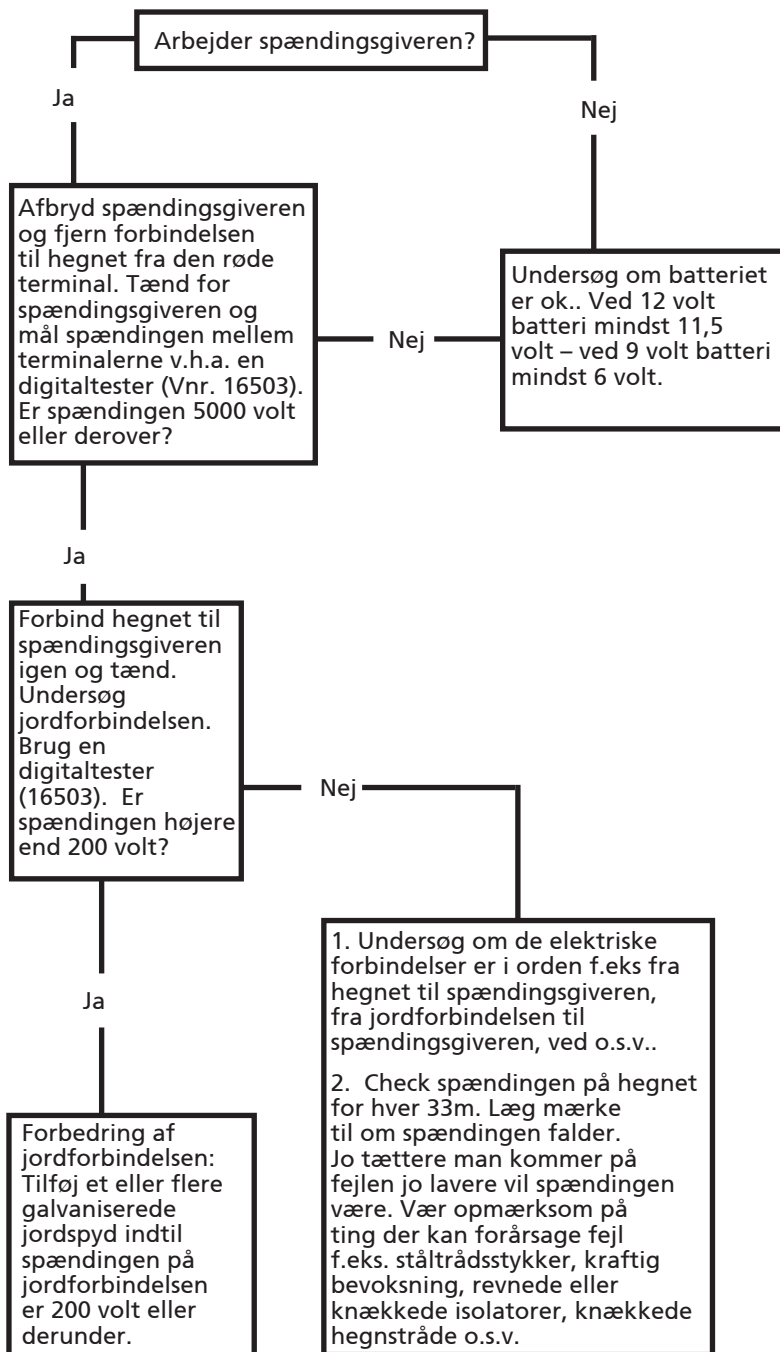 Arbejder spændingsgiveren?
Ja
Nej
Afbryd spændingsgiveren
og fjern forbindelsen
til hegnet fra den røde
terminal. Tænd for
spændingsgiveren og
mål spændingen mellem
terminalerne v.h.a. en
digitaltester (Vnr. 16503).
Er spændingen 5000 volt
eller derover?
Nej
Undersøg om batteriet
er ok.. Ved 12 volt
batteri mindst 11,5
volt – ved 9 volt batteri
mindst 6 volt.
Ja
Forbind hegnet til
spændingsgiveren
igen og tænd.
Undersøg
jordforbindelsen.
Brug en
digitaltester
(16503). Er
spændingen højere
end 200 volt?
Nej
Ja
1. Undersøg om de elektriske
forbindelser er i orden f.eks fra
hegnet til spændingsgiveren,
fra jordforbindelsen til
spændingsgiveren, ved o.s.v..
2. Check spændingen på hegnet
for hver 33m. Læg mærke
til om spændingen falder.
Jo tættere man kommer på
fejlen jo lavere vil spændingen
være. Vær opmærksom på
ting der kan forårsage fejl
f.eks. ståltrådsstykker, kraftig
bevoksning, revnede eller
knækkede isolatorer, knækkede
hegnstråde o.s.v.
Forbedring af
jordforbindelsen:
Tilføj et eller flere
galvaniserede
jordspyd indtil
spændingen på
jordforbindelsen
er 200 volt eller
derunder.